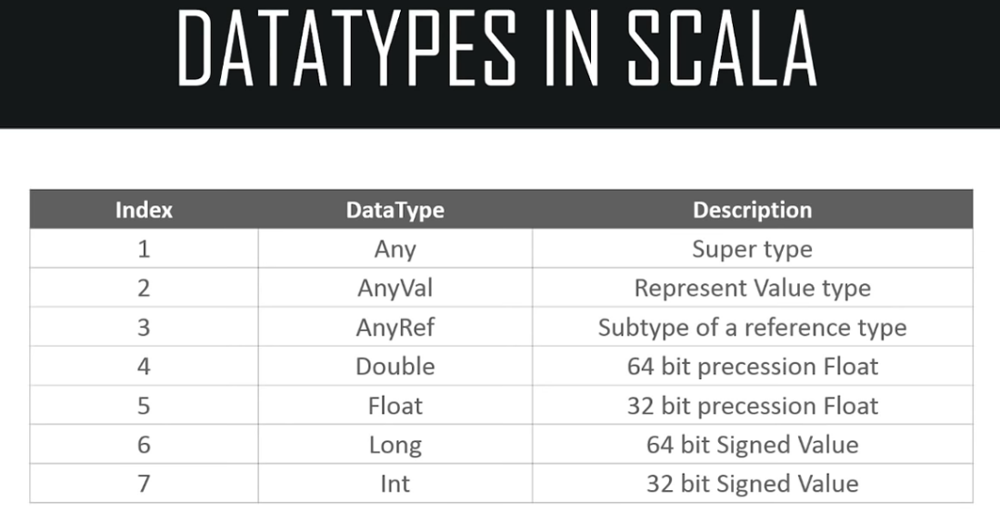 DATATYPES IN SCALA
Index DataType Description
1 Any Super type
2 AnyVal Represent Value type
3 AnyRef Subtype of a reference type
4 Double 64 bit precession Float
5 Float 32 bit precession Float
6 Long 64 bit Signed Value
7 Int 32 bit Signed Value